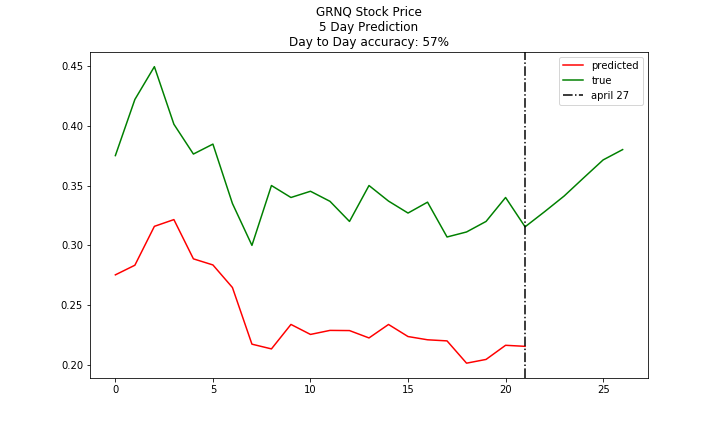 GRNQ Stock Price
5 Day Prediction
Day to Day accuracy: 57%
predicted
true
april 27
0.45
0.40
0.35
0.30
0.25
0.20
0 5 10 15 20 25